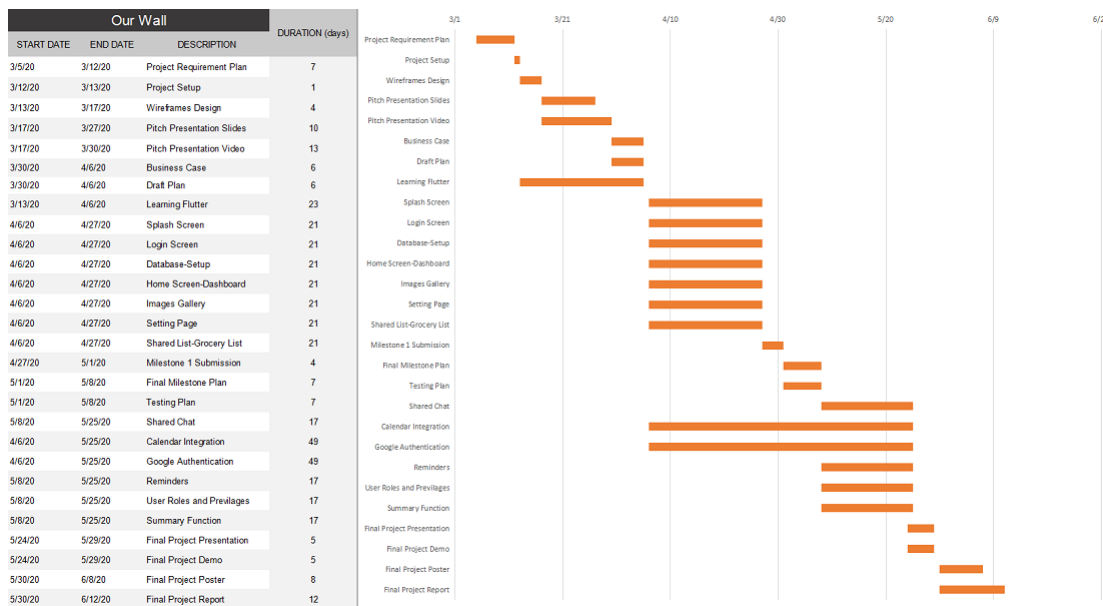 Our Wall
START DATE END DATE DESCRIPTION DURATION (days)
3/5/20 3/12/20 Project Requirement Plan 7
3/12/20 3/13/20 Project Setup 1
3/13/20 3/17/20 Wireframes Design 4
3/17/20 3/27/20 Pitch Presentation Slides 10
3/17/20 3/30/20 Pitch Presentation Video 13
3/30/20 4/6/20 Business Case 6
3/30/20 4/6/20 Draft Plan 6
3/13/20 4/6/20 Learning Flutter 23
4/6/20 4/27/20 Splash Screen 21
4/6/20 4/27/20 Login Screen 21
4/6/20 4/27/20 Database-Setup 21
4/6/20 4/27/20 Home Screen-Dashboard 21
4/6/20 4/27/20 Images Gallery 21
4/6/20 4/27/20 Setting Page 21
4/6/20 4/27/20 Shared List-Grocery List 21
4/27/20 5/1/20 Milestone 1 Submission 4
5/1/20 5/8/20 Final Milestone Plan 7
5/1/20 5/8/20 Testing Plan 7
5/8/20 5/25/20 Shared Chat 17
4/6/20 5/25/20 Calendar Integration 49
4/6/20 5/25/20 Google Authentication 49
5/8/20 5/25/20 Reminders 17
5/8/20 5/25/20 User Roles and Previlages 17
5/8/20 5/25/20 Summary Function 17
5/24/20 5/29/20 Final Project Presentation 5
5/24/20 5/29/20 Final Project Demo 5
5/30/20 6/8/20 Final Project Poster 8
5/30/20 6/12/20 Final Project Report 12
3/1 3/21 4/10 4/30 5/20 6/9
Project Requirement Plan
Project Setup
Wireframes Design
Pitch Presentation Slides
Pitch Presentation Video
Business Case
Draft Plan
Learning Flutter
Splash Screen
Login Screen
Database-Setup
Home Screen-Dashboard
Images Gallery
Setting Page
Shared List-Grocery List
Milestone 1 Submission
Final Milestone Plan
Testing Plan
Shared Chat
Calendar Integration
Google Authentication
Reminders
User Roles and Previlages
Summary Function
Final Project Presentation
Final Project Demo
Final Project Poster
Final Project Report